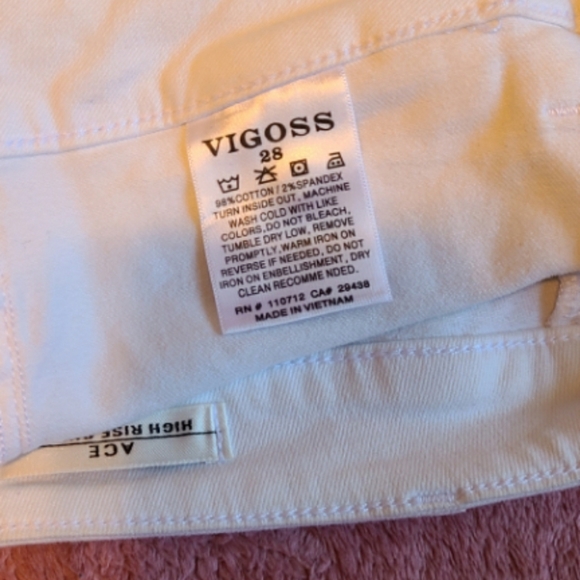 VIGOSS
28
98%COTTON/2%SPANDEX
TURN INSIDE OUT, MACHINE
WASH COLD WITH LIKE
COLORS,DO NOT BLEACH,
TUMBLE DRY LOW, REMOVE
PROMPTLY,WARM IRON ON
REVERSE IF NEEDED, DO NOT
IRON ON EMBELLISHMENT, DRY
CLEAN RECOMME NDED.
RN # 110712 CA# 29438
MADE IN VIETNAM
ACE
HIGH RISE